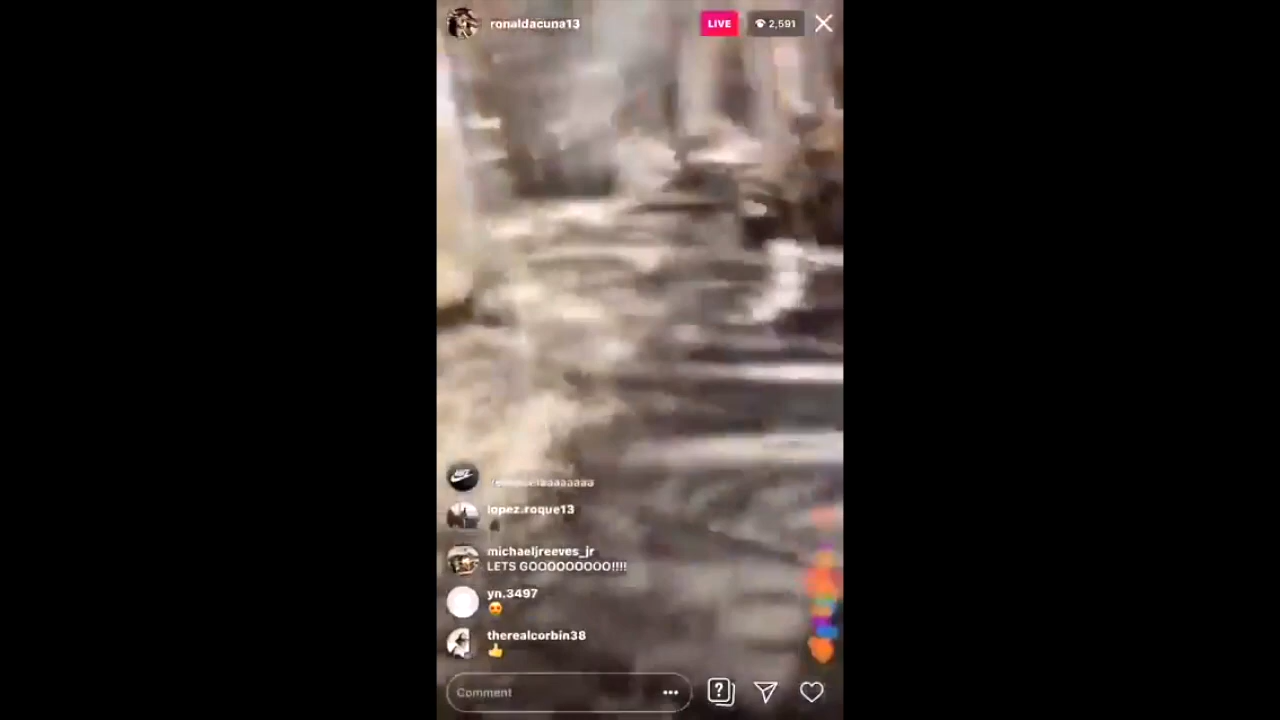 ronaldacuna13
LIVE
2,591
lopez.roque13
michaeljreeves_jr
LETS GOOOOOOOOO!!!!
yn.3497
😍
therealcorbin38
👍
Comment